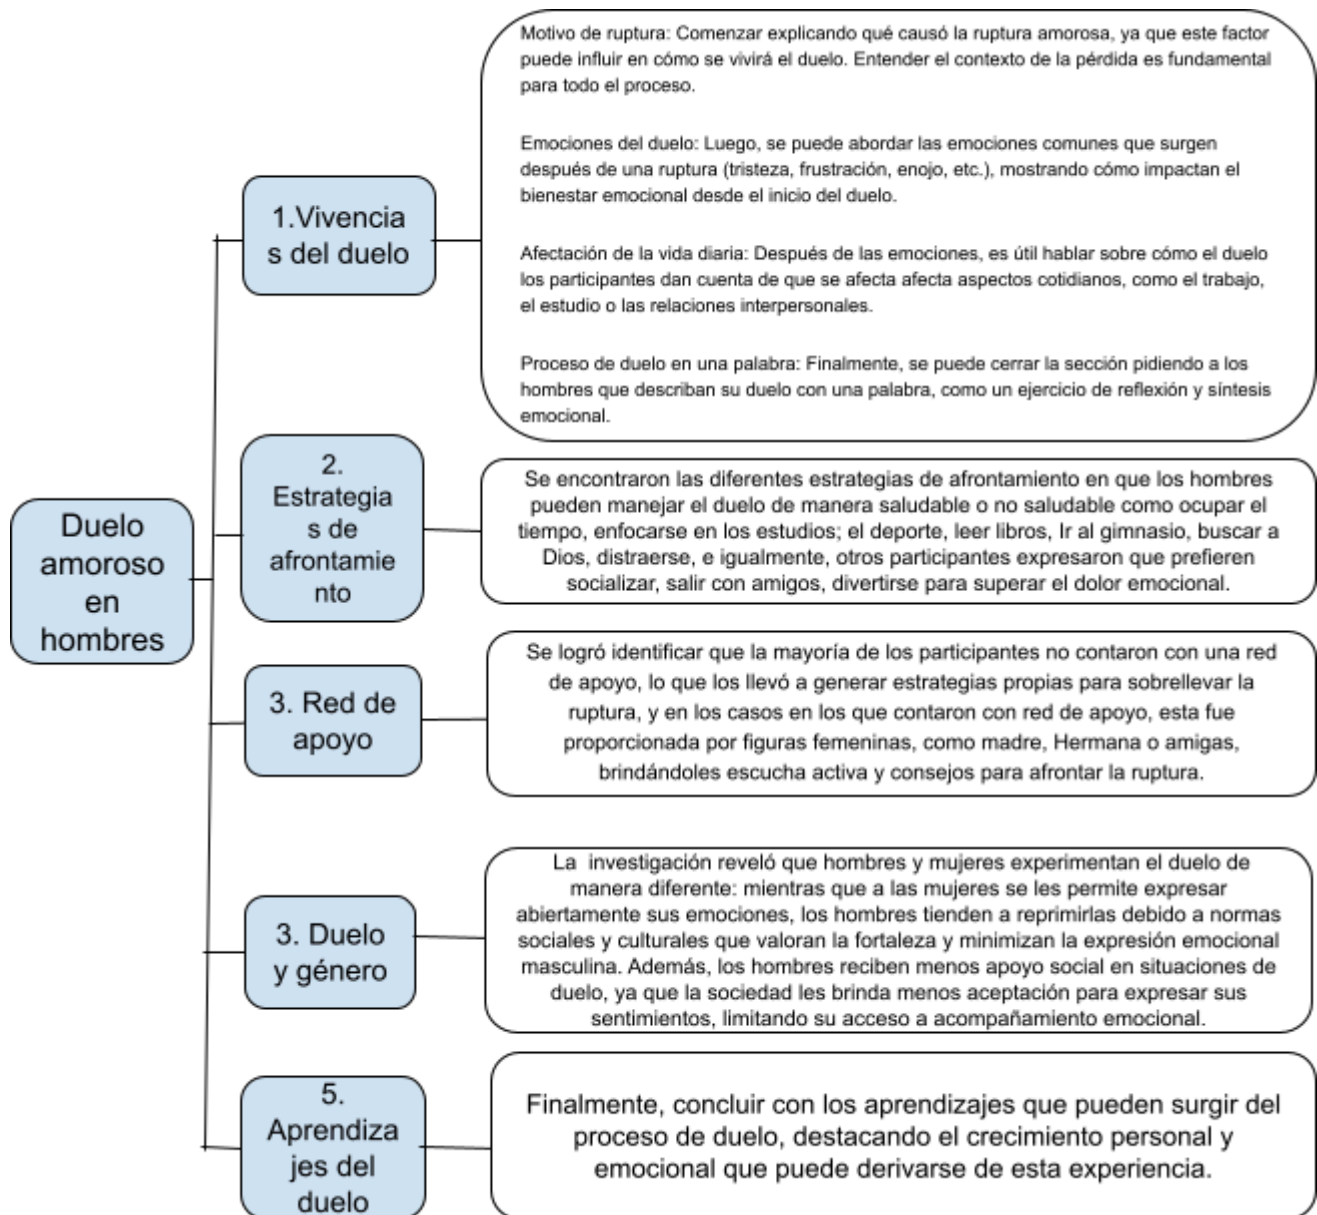 Duelo
amoroso
en
hombres
1.Vivencia
s del duelo
Motivo de ruptura: Comenzar explicando qué causó la ruptura amorosa, ya que este factor
puede influir en cómo se vivirá el duelo. Entender el contexto de la pérdida es fundamental
para todo el proceso.
Emociones del duelo: Luego, se puede abordar las emociones comunes que surgen
después de una ruptura (tristeza, frustración, enojo, etc.), mostrando cómo impactan el
bienestar emocional desde el inicio del duelo.
Afectación de la vida diaria: Después de las emociones, es útil hablar sobre cómo el duelo
los participantes dan cuenta de que se afecta afecta aspectos cotidianos, como el trabajo,
el estudio o las relaciones interpersonales.
Proceso de duelo en una palabra: Finalmente, se puede cerrar la sección pidiendo a los
hombres que describan su duelo con una palabra, como un ejercicio de reflexión y síntesis
emocional.
2.
Estrategia
s de
afrontamie
nto
Se encontraron las diferentes estrategias de afrontamiento en que los hombres
pueden manejar el duelo de manera saludable o no saludable como ocupar el
tiempo, enfocarse en los estudios; el deporte, leer libros, Ir al gimnasio, buscar a
Dios, distraerse, e igualmente, otros participantes expresaron que prefieren
socializar, salir con amigos, divertirse para superar el dolor emocional.
3. Red de
apoyo
Se logró identificar que la mayoría de los participantes no contaron con una red
de apoyo, lo que los llevó a generar estrategias propias para sobrellevar la
ruptura, y en los casos en los que contaron con red de apoyo, esta fue
proporcionada por figuras femeninas, como madre, Hermana o amigas,
brindándoles escucha activa y consejos para afrontar la ruptura.
3. Duelo
y género
La investigación reveló que hombres y mujeres experimentan el duelo de
manera diferente: mientras que a las mujeres se les permite expresar
abiertamente sus emociones, los hombres tienden a reprimirlas debido a normas
sociales y culturales que valoran la fortaleza y minimizan la expresión emocional
masculina. Además, los hombres reciben menos apoyo social en situaciones de
duelo, ya que la sociedad les brinda menos aceptación para expresar sus
sentimientos, limitando su acceso a acompañamiento emocional.
5.
Aprendiza
jes del
duelo
Finalmente, concluir con los aprendizajes que pueden surgir del
proceso de duelo, destacando el crecimiento personal y
emocional que puede derivarse de esta experiencia.